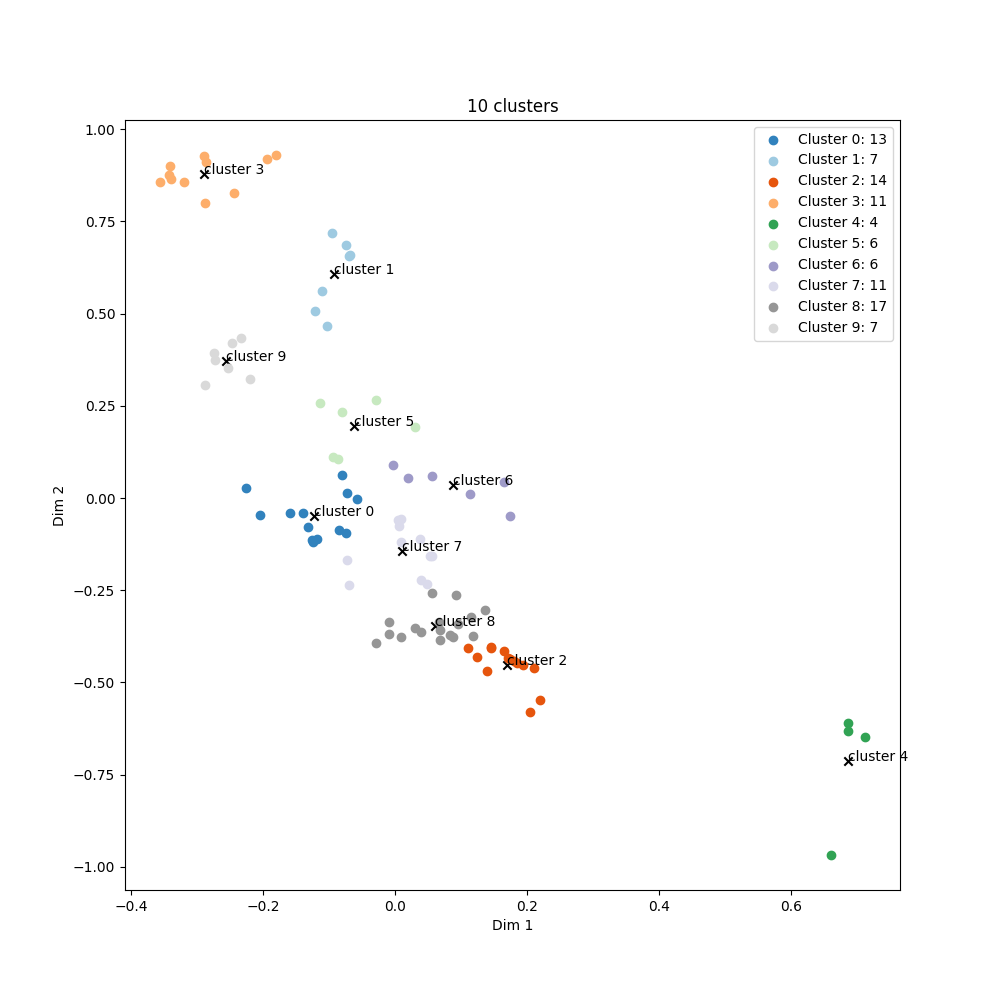 10 clusters
1.00
0.75
0.50
0.25
0.00
−0.25
−0.50
−0.75
−1.00
Dim 2
−0.4
−0.2
0.0
0.2
0.4
0.6
Dim 1
Cluster 0: 13
Cluster 1: 7
Cluster 2: 14
Cluster 3: 11
Cluster 4: 4
Cluster 5: 6
Cluster 6: 6
Cluster 7: 11
Cluster 8: 17
Cluster 9: 7
cluster 3
cluster 1
cluster 9
cluster 5
cluster 6
cluster 0
cluster 7
cluster 8
cluster 2
cluster 4